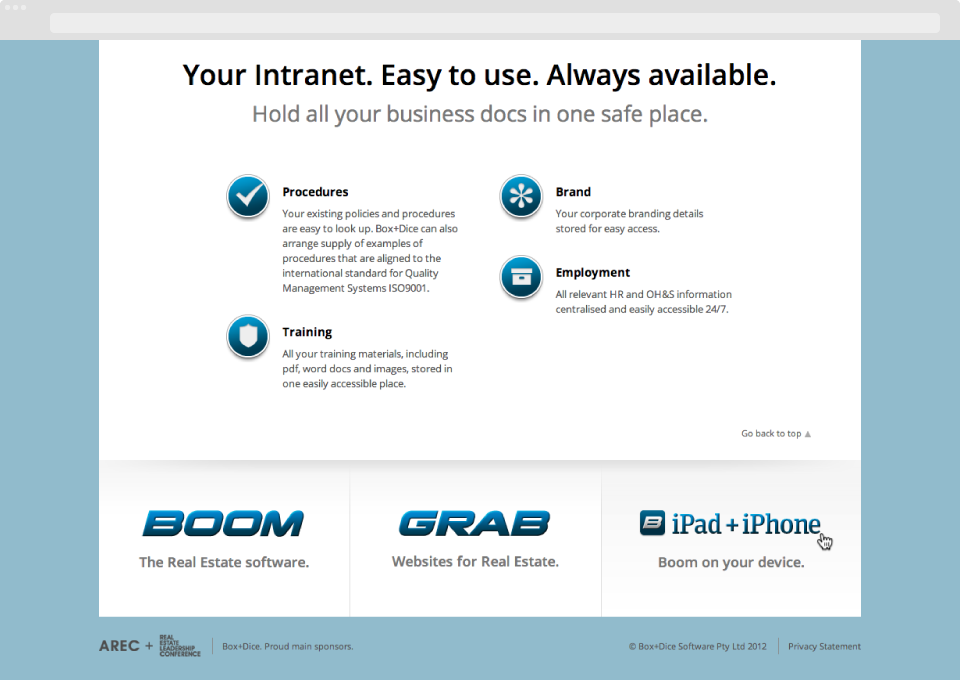 Your Intranet. Easy to use. Always available.
Hold all your business docs in one safe place.
Procedures
Your existing policies and procedures
are easy to look up. Box+Dice can also
arrange supply of examples of
procedures that are aligned to the
international standard for Quality
Management Systems ISO9001.
Training
All your training materials, including
pdf, word docs and images, stored in
one easily accessible place.
Brand
Your corporate branding details
stored for easy access.
Employment
All relevant HR and OH&S information
centralised and easily accessible 24/7.
Go back to top ▲
BOOM
The Real Estate software.
GRAB
Websites for Real Estate.
B iPad + iPhone
Boom on your device.
AREC +
REAL
ESTATE
LEADERSHIP
CONFERENCE
Box+Dice. Proud main sponsors.
© Box+Dice Software Pty Ltd 2012
Privacy Statement